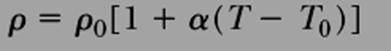 ρ = ρ₀[1 + α(T − T₀)]